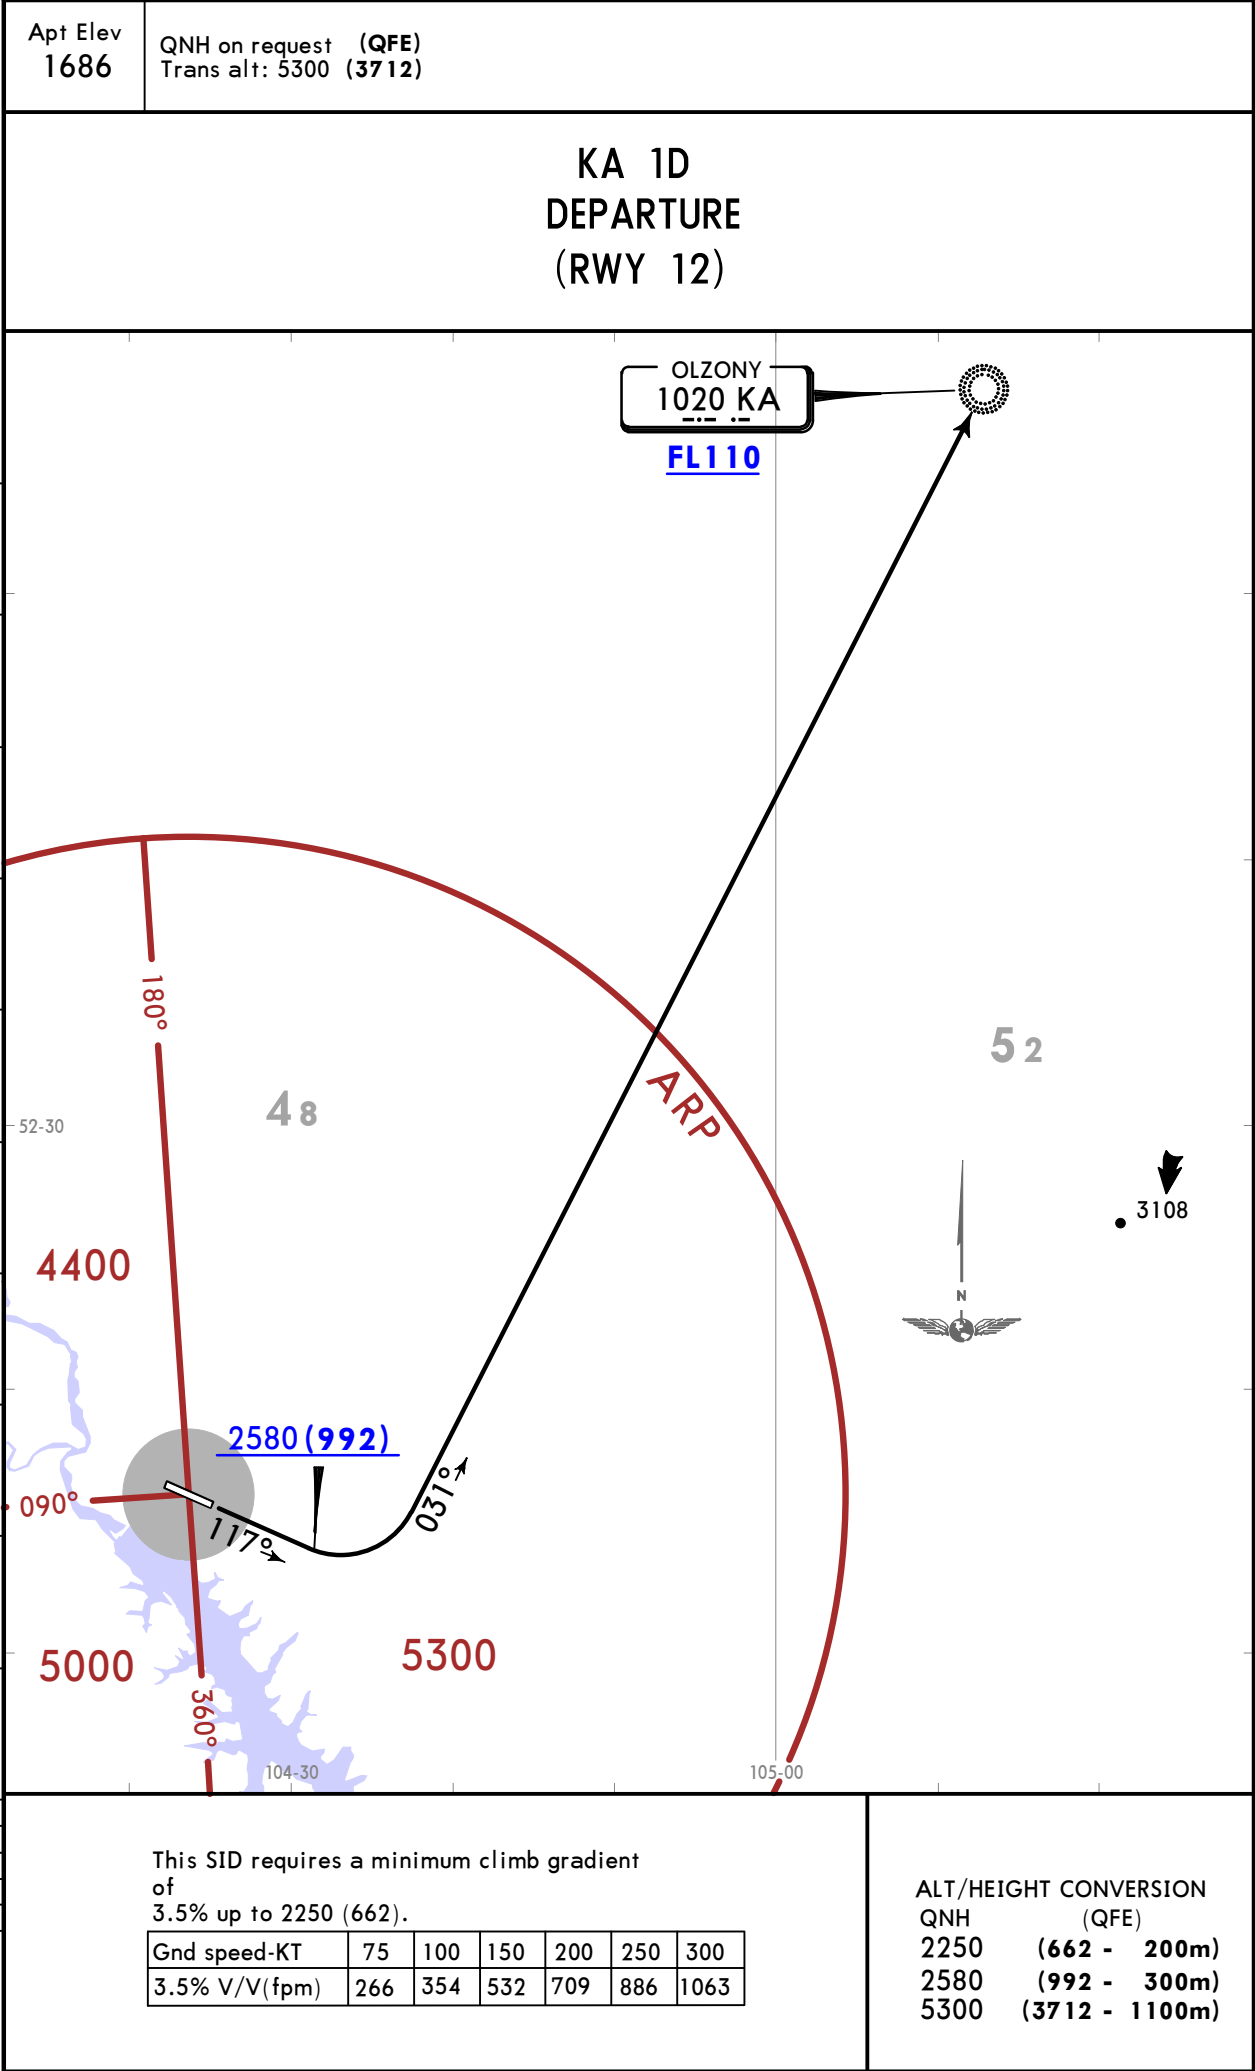 Apt Elev
1686
QNH on request (QFE)
Trans alt: 5300 (3712)
KA 1D
DEPARTURE
(RWY 12)
OLZONY
1020 KA
FL110
180°
ARP
52
48
52-30
3108
4400
N
2580 (992)
090°
117°
031°
5000
5300
360°
104-30
105-00
This SID requires a minimum climb gradient
of
3.5% up to 2250 (662).
Gnd speed-KT 75 100 150 200 250 300
3.5% V/V(fpm) 266 354 532 709 886 1063
ALT/HEIGHT CONVERSION
QNH (QFE)
2250 (662 - 200m)
2580 (992 - 300m)
5300 (3712 - 1100m)